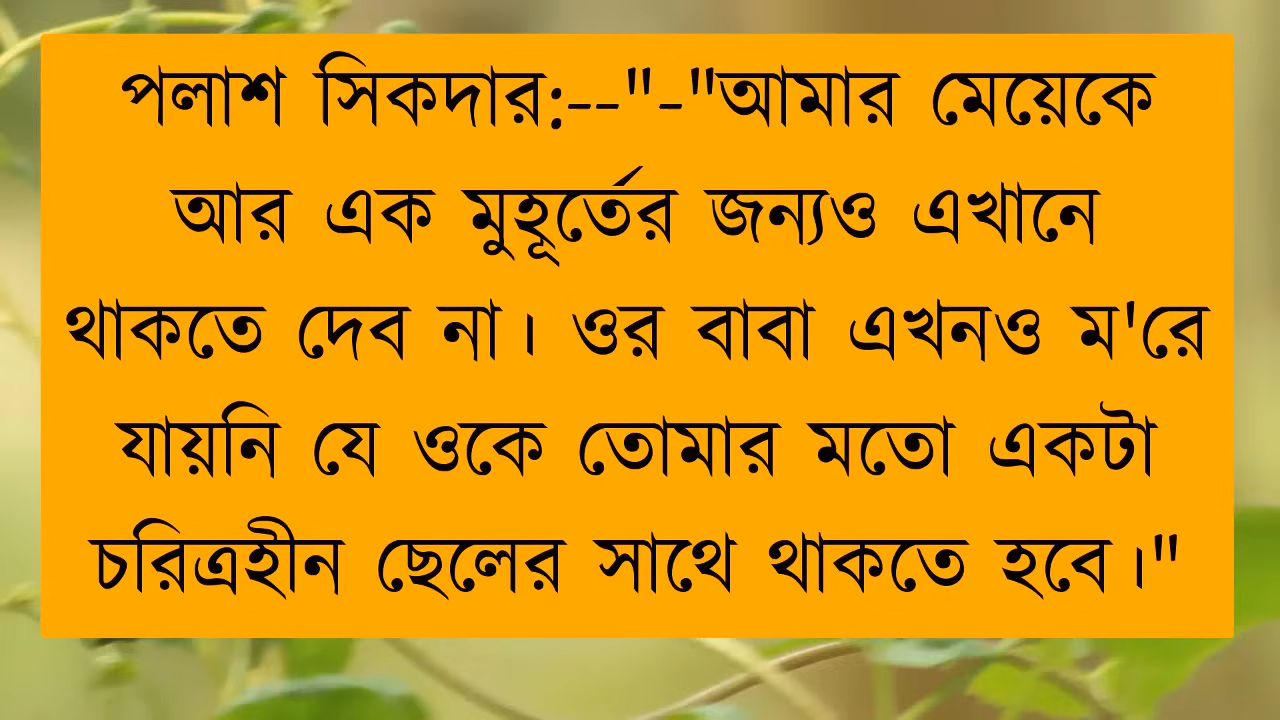 পলাশ সিকদার:--"-"আমার মেয়েকে
আর এক মুহূর্তের জন্যও এখানে
থাকতে দেব না। ওর বাবা এখনও ম'রে
যায়নি যে ওকে তোমার মতো একটা
চরিত্রহীন ছেলের সাথে থাকতে হবে।"